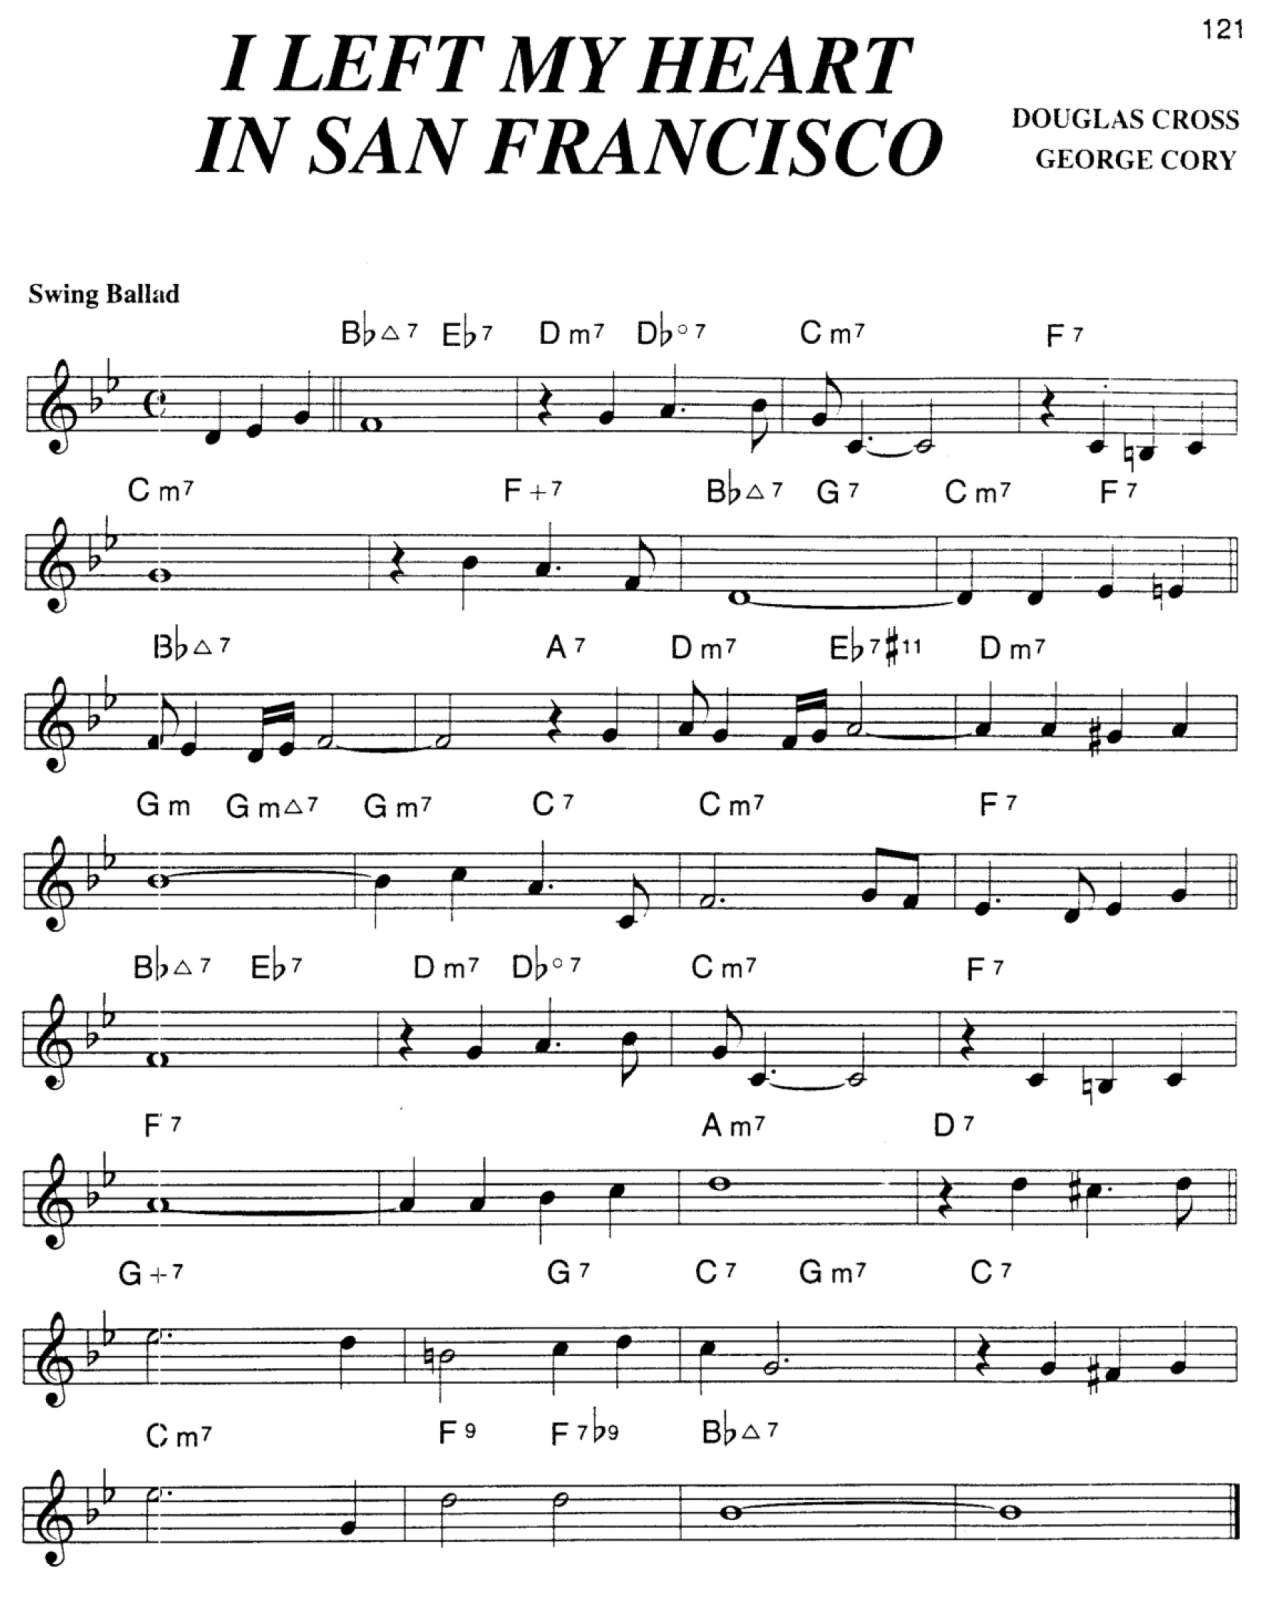 121
I LEFT MY HEART
IN SAN FRANCISCO
DOUGLAS CROSS
GEORGE CORY
Swing Ballad
B♭△7 E♭7 Dm7 D♭°7 Cm7 F7
Cm7 F+7 B♭△7 G7 Cm7 F7
B♭△7 A7 Dm7 E♭7♯11 Dm7
Gm Gm△7 Gm7 C7 Cm7 F7
B♭△7 E♭7 Dm7 D♭°7 Cm7 F7
F7 Am7 D7
G+7 G7 C7 Gm7 C7
Cm7 F9 F7♭9 B♭△7